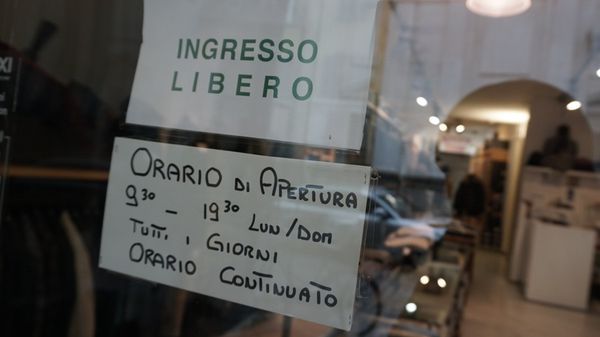 INGRESSO
LIBERO
ORARIO DI APERTURA
9³⁰ – 19³⁰ LUN/DOM
TUTTI I GIORNI
ORARIO CONTINUATO